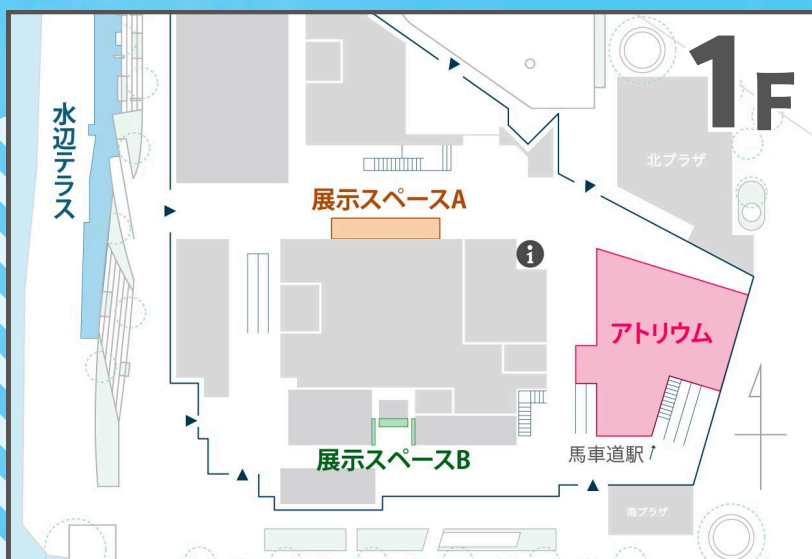 1F
水辺テラス
北プラザ
展示スペースA
i
アトリウム
馬車道駅↑
展示スペースB
南プラザ